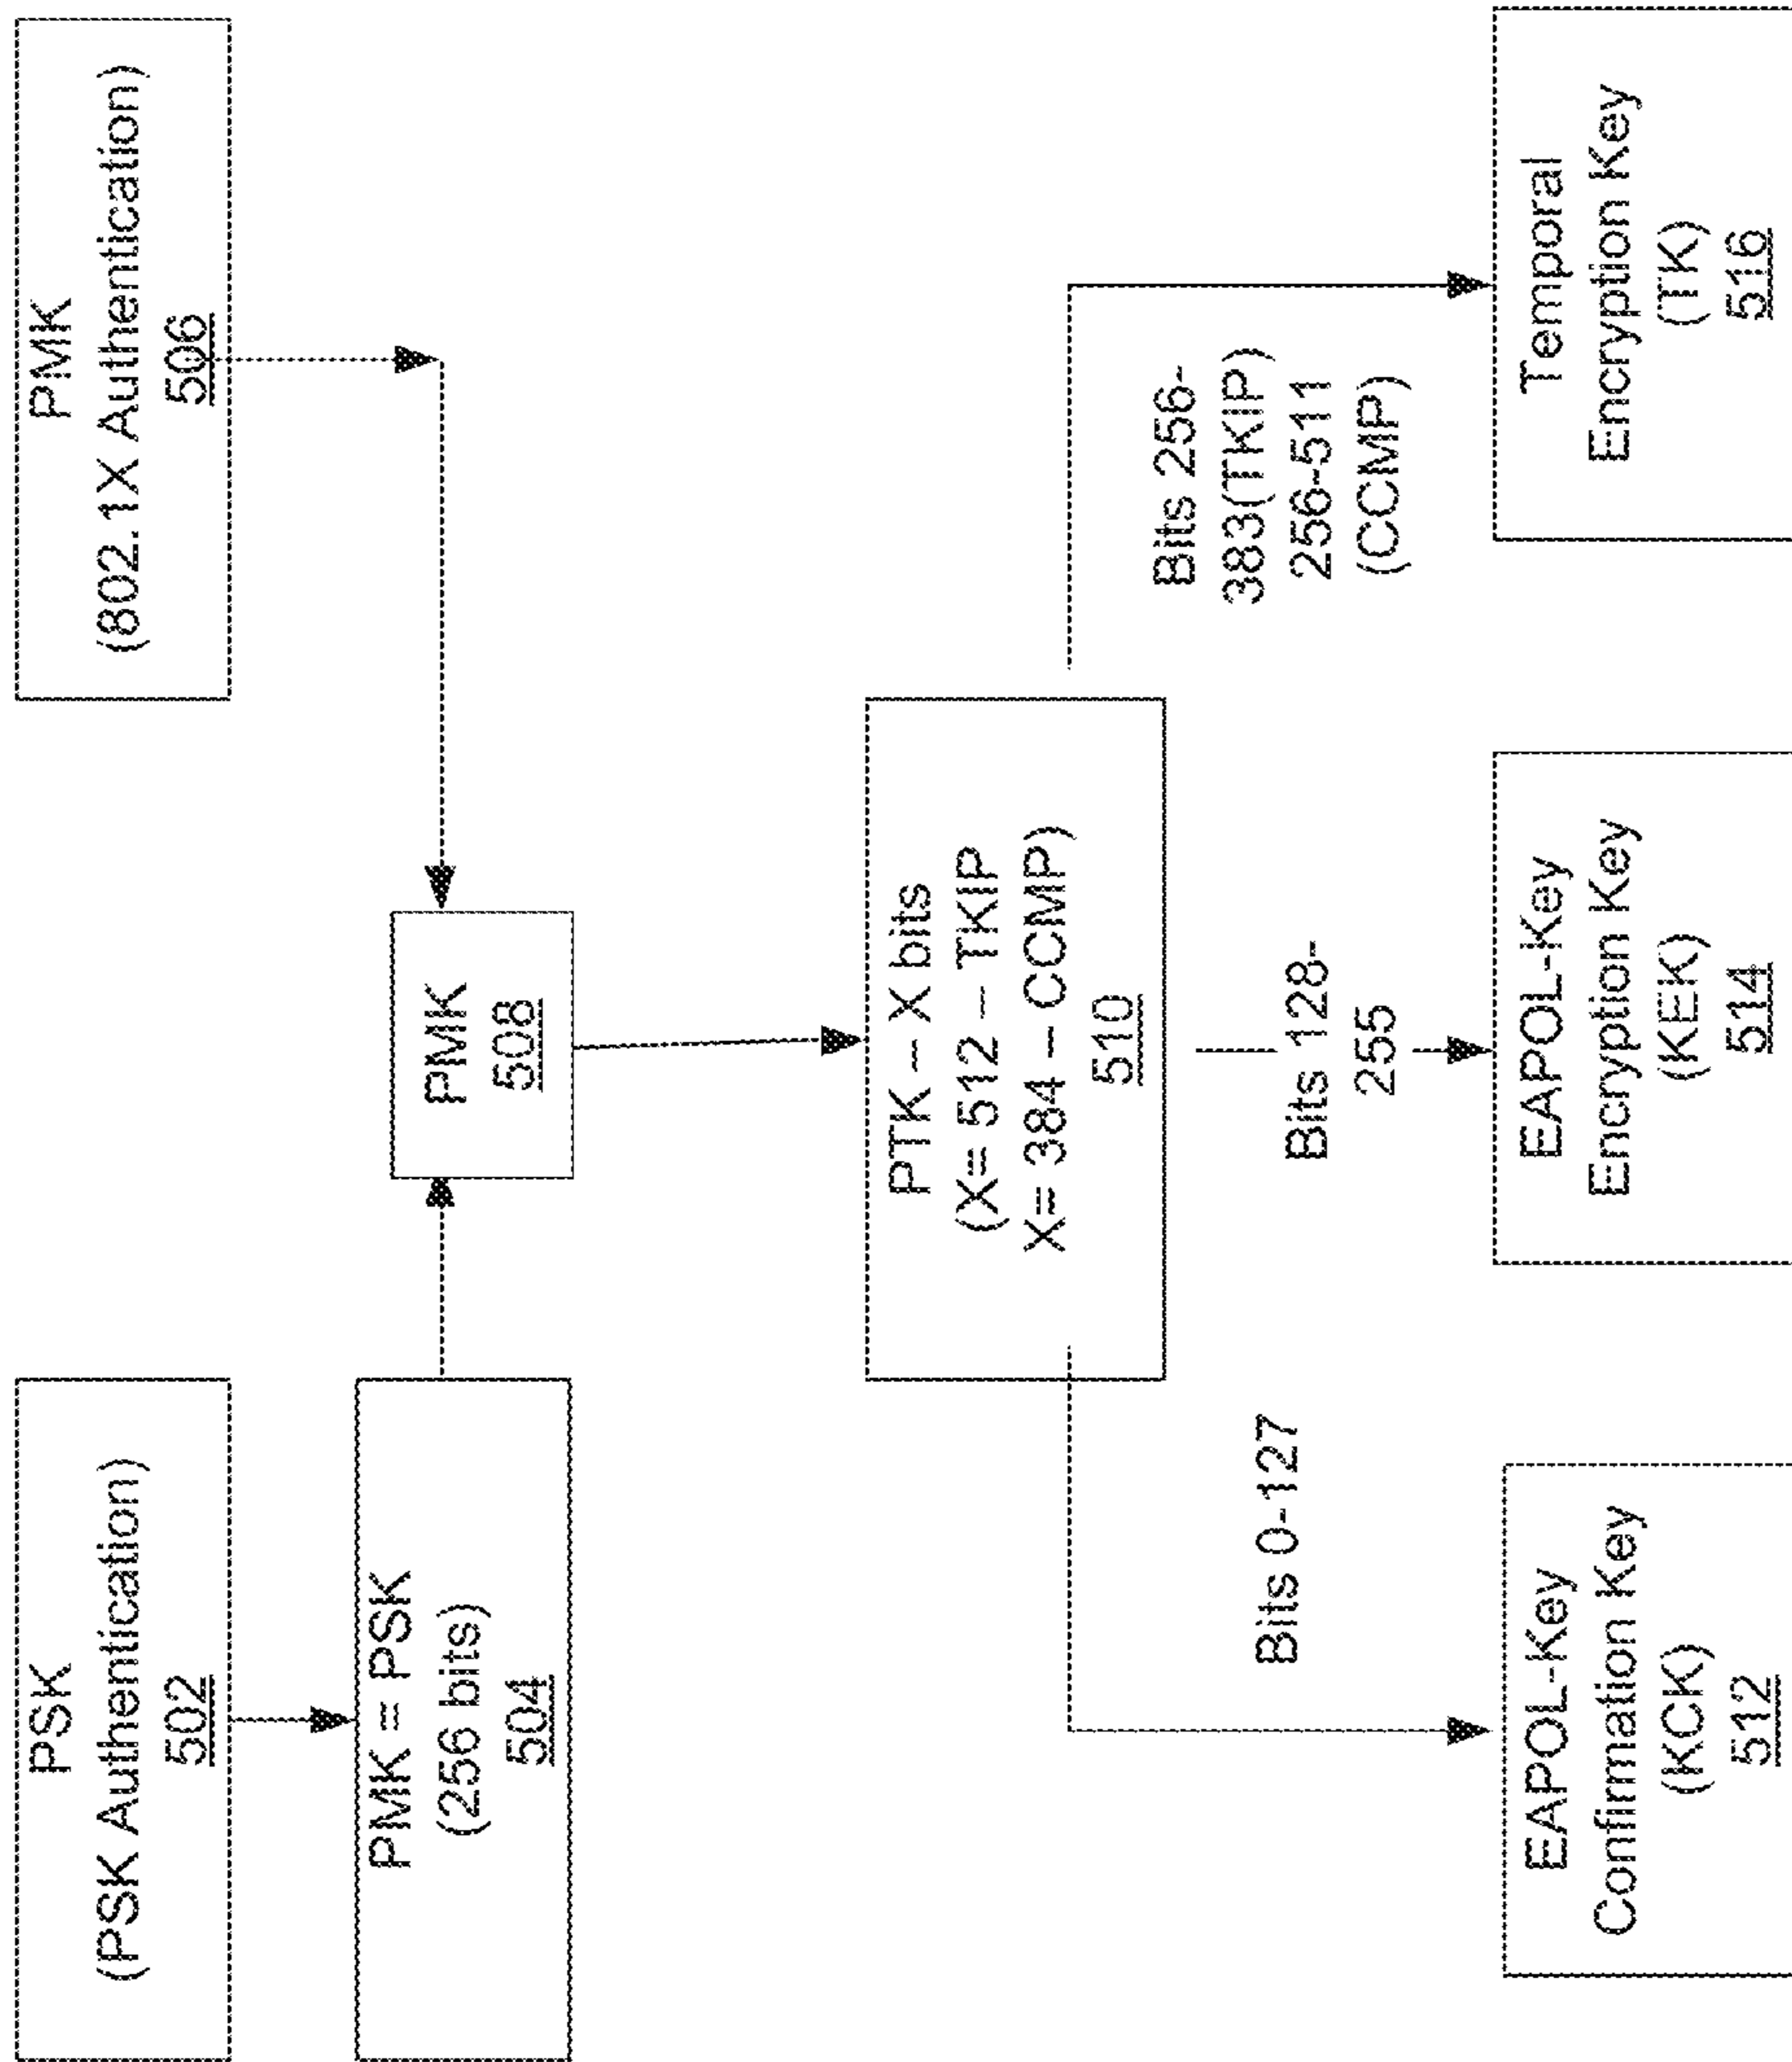 PSK
(PSK Authentication)
502
PMK
(802.1X Authentication)
506
PMK = PSK
(256 bits)
504
PMK
508
PTK – X bits
(X= 512 – TKIP
X= 384 – CCMP)
510
Bits 0-127
Bits 128-
255
Bits 256-
383(TKIP)
256-511
(CCMP)
EAPOL-Key
Confirmation Key
(KCK)
512
EAPOL-Key
Encryption Key
(KEK)
514
Temporal
Encryption Key
(TK)
516